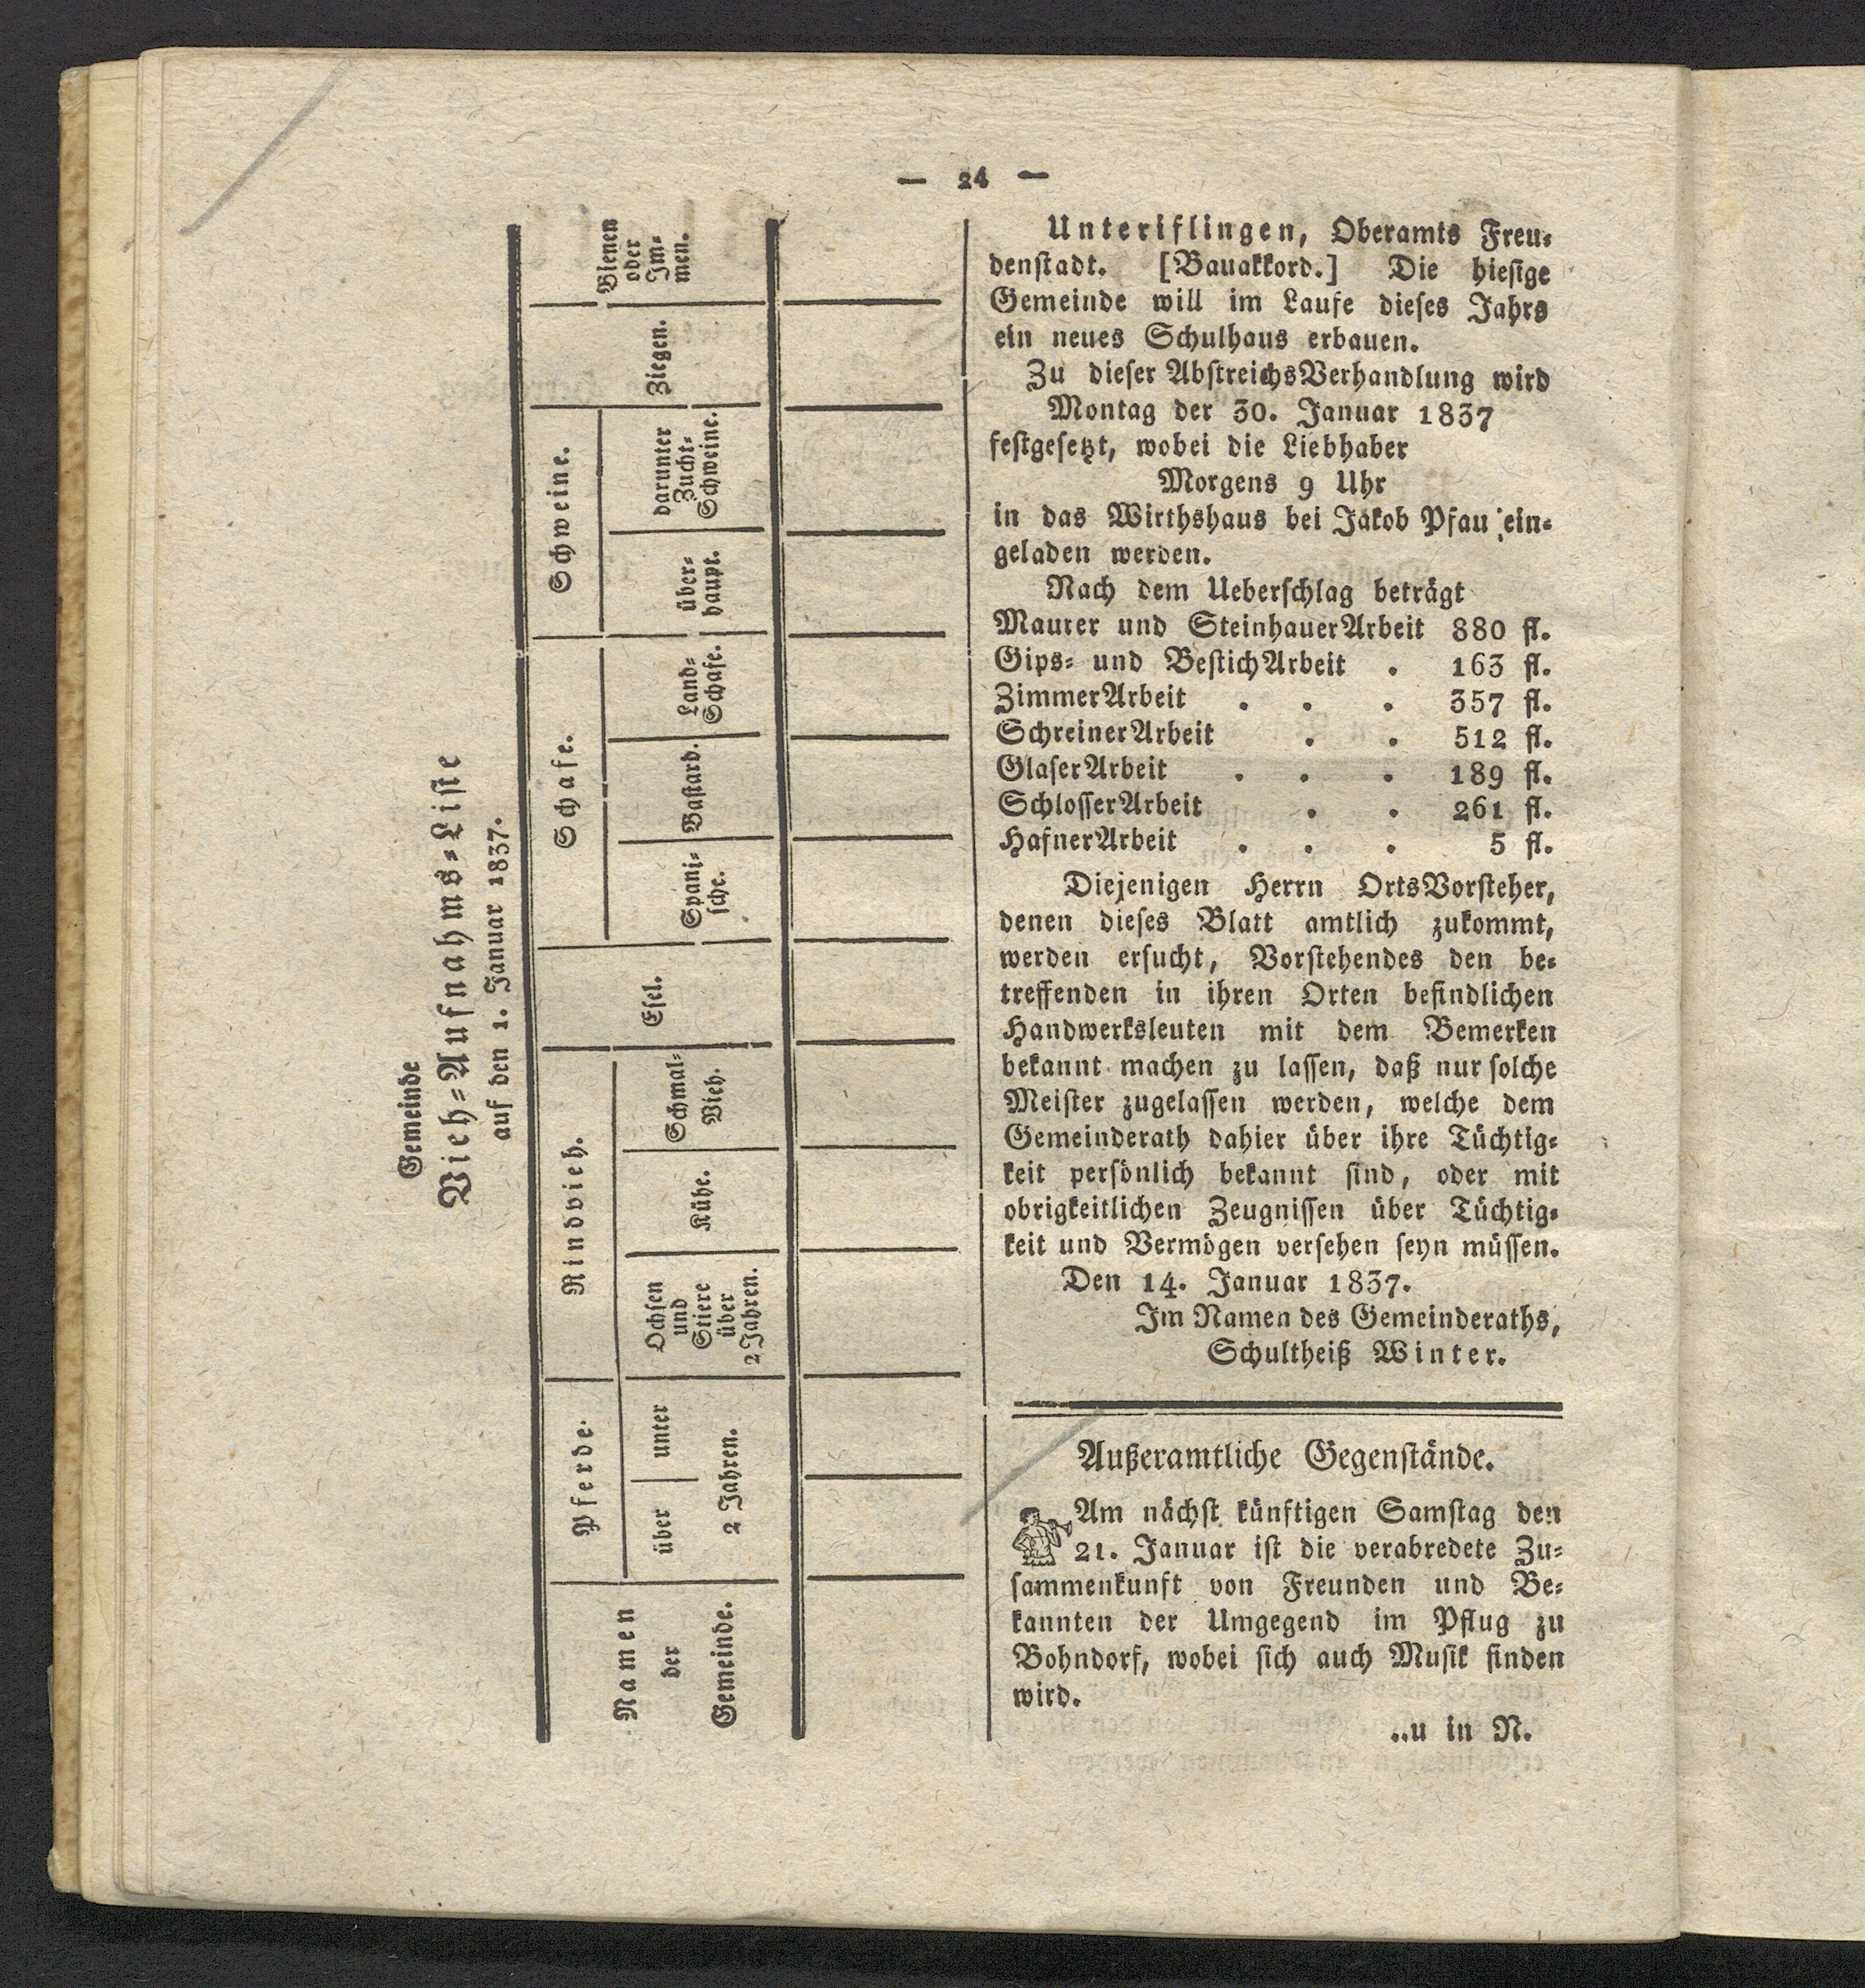 — 24 —
Gemeinde
Vieh-Aufnahms-Liste
auf den 1. Januar 1837.
Namen
der
Gemeinde.
Pferde.
über
unter
2 Jahren.
Rindvieh.
Ochsen
und
Stiere
über
2 Jahren.
Kühe.
Schmal-
Vieh.
Esel.
Schafe.
Spani-
sche.
Bastard.
Land-
Schafe.
Schweine.
über-
haupt.
darunter
Zucht-
Schweine.
Ziegen.
Bienen
oder
Im-
men.
Unteriflingen, Oberamts Freu-
denstadt. [Bauakkord.] Die hiesige
Gemeinde will im Laufe dieses Jahrs
ein neues Schulhaus erbauen.
Zu dieser AbstreichsVerhandlung wird
Montag der 30. Januar 1837
festgesetzt, wobei die Liebhaber
Morgens 9 Uhr
in das Wirthshaus bei Jakob Pfau ein-
geladen werden.
Nach dem Ueberschlag beträgt
Maurer und SteinhauerArbeit 880 fl.
Gips- und BestichArbeit . 163 fl.
ZimmerArbeit . . . 357 fl.
SchreinerArbeit . . 512 fl.
GlaserArbeit . . . 189 fl.
SchlosserArbeit . . 261 fl.
HafnerArbeit . . . 5 fl.
Diejenigen Herrn OrtsVorsteher,
denen dieses Blatt amtlich zukommt,
werden ersucht, Vorstehendes den be-
treffenden in ihren Orten befindlichen
Handwerksleuten mit dem Bemerken
bekannt machen zu lassen, daß nur solche
Meister zugelassen werden, welche dem
Gemeinderath dahier über ihre Tüchtig-
keit persönlich bekannt sind, oder mit
obrigkeitlichen Zeugnissen über Tüchtig-
keit und Vermögen versehen seyn müssen.
Den 14. Januar 1837.
Im Namen des Gemeinderaths,
Schultheiß Winter.
Außeramtliche Gegenstände.
Am nächst künftigen Samstag den
21. Januar ist die verabredete Zu-
sammenkunft von Freunden und Be-
kannten der Umgegend im Pflug zu
Bohndorf, wobei sich auch Musik finden
wird.
..u in N.